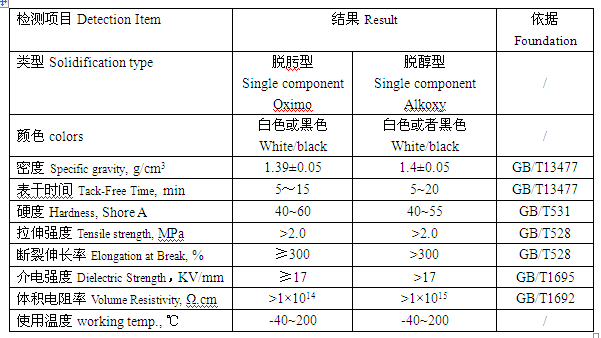 检测项目 Detection Item 结果 Result 依据
Foundation
类型 Solidification type 脱肟型 脱醇型 /
Single component Single component
Oximo Alkoxy
颜色 colors 白色或黑色 白色或者黑色 /
White/black White/black
密度 Specific gravity, g/cm³ 1.39±0.05 1.4±0.05 GB/T13477
表干时间 Tack-Free Time, min 5～15 5~20 GB/T13477
硬度 Hardness, Shore A 40~60 40~55 GB/T531
拉伸强度 Tensile strength, MPa >2.0 >2.0 GB/T528
断裂伸长率 Elongation at Break, % ≥300 >300 GB/T528
介电强度 Dielectric Strength，KV/mm ≥17 >17 GB/T1695
体积电阻率 Volume Resistivity, Ω.cm >1×10¹⁴ >1×10¹⁵ GB/T1692
使用温度 working temp., ℃ -40~200 -40~200 /